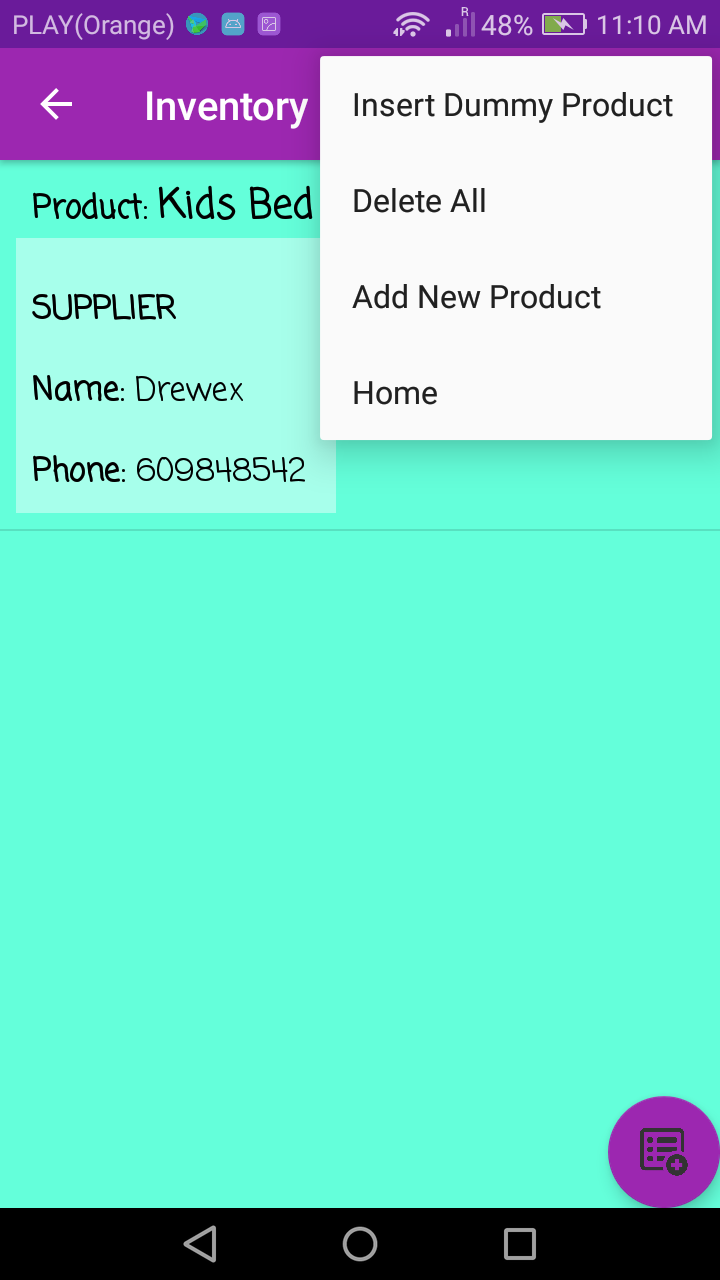 PLAY(Orange) R 48% 11:10 AM
Inventory
Insert Dummy Product
Delete All
Add New Product
Home
Product: Kids Bed
SUPPLIER
Name: Drewex
Phone: 609848542